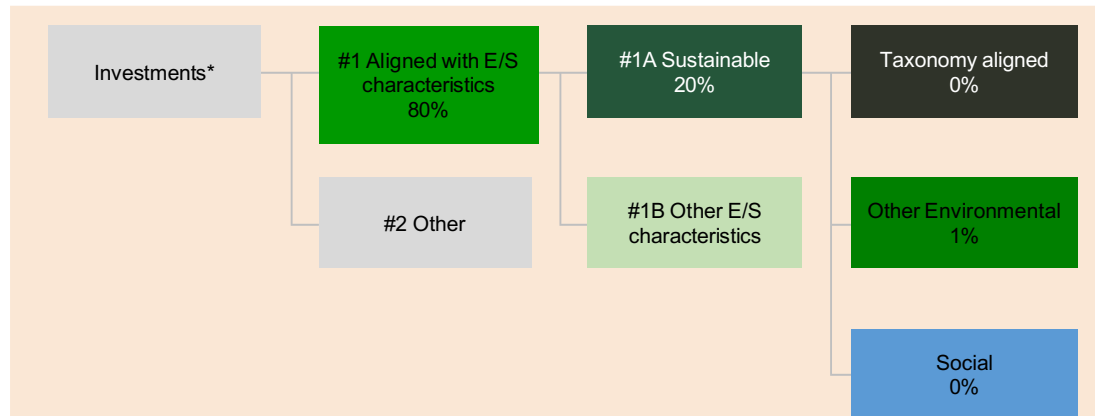 Investments*
#1 Aligned with E/S
characteristics
80%
#1A Sustainable
20%
Taxonomy aligned
0%
#2 Other
#1B Other E/S
characteristics
Other Environmental
1%
Social
0%